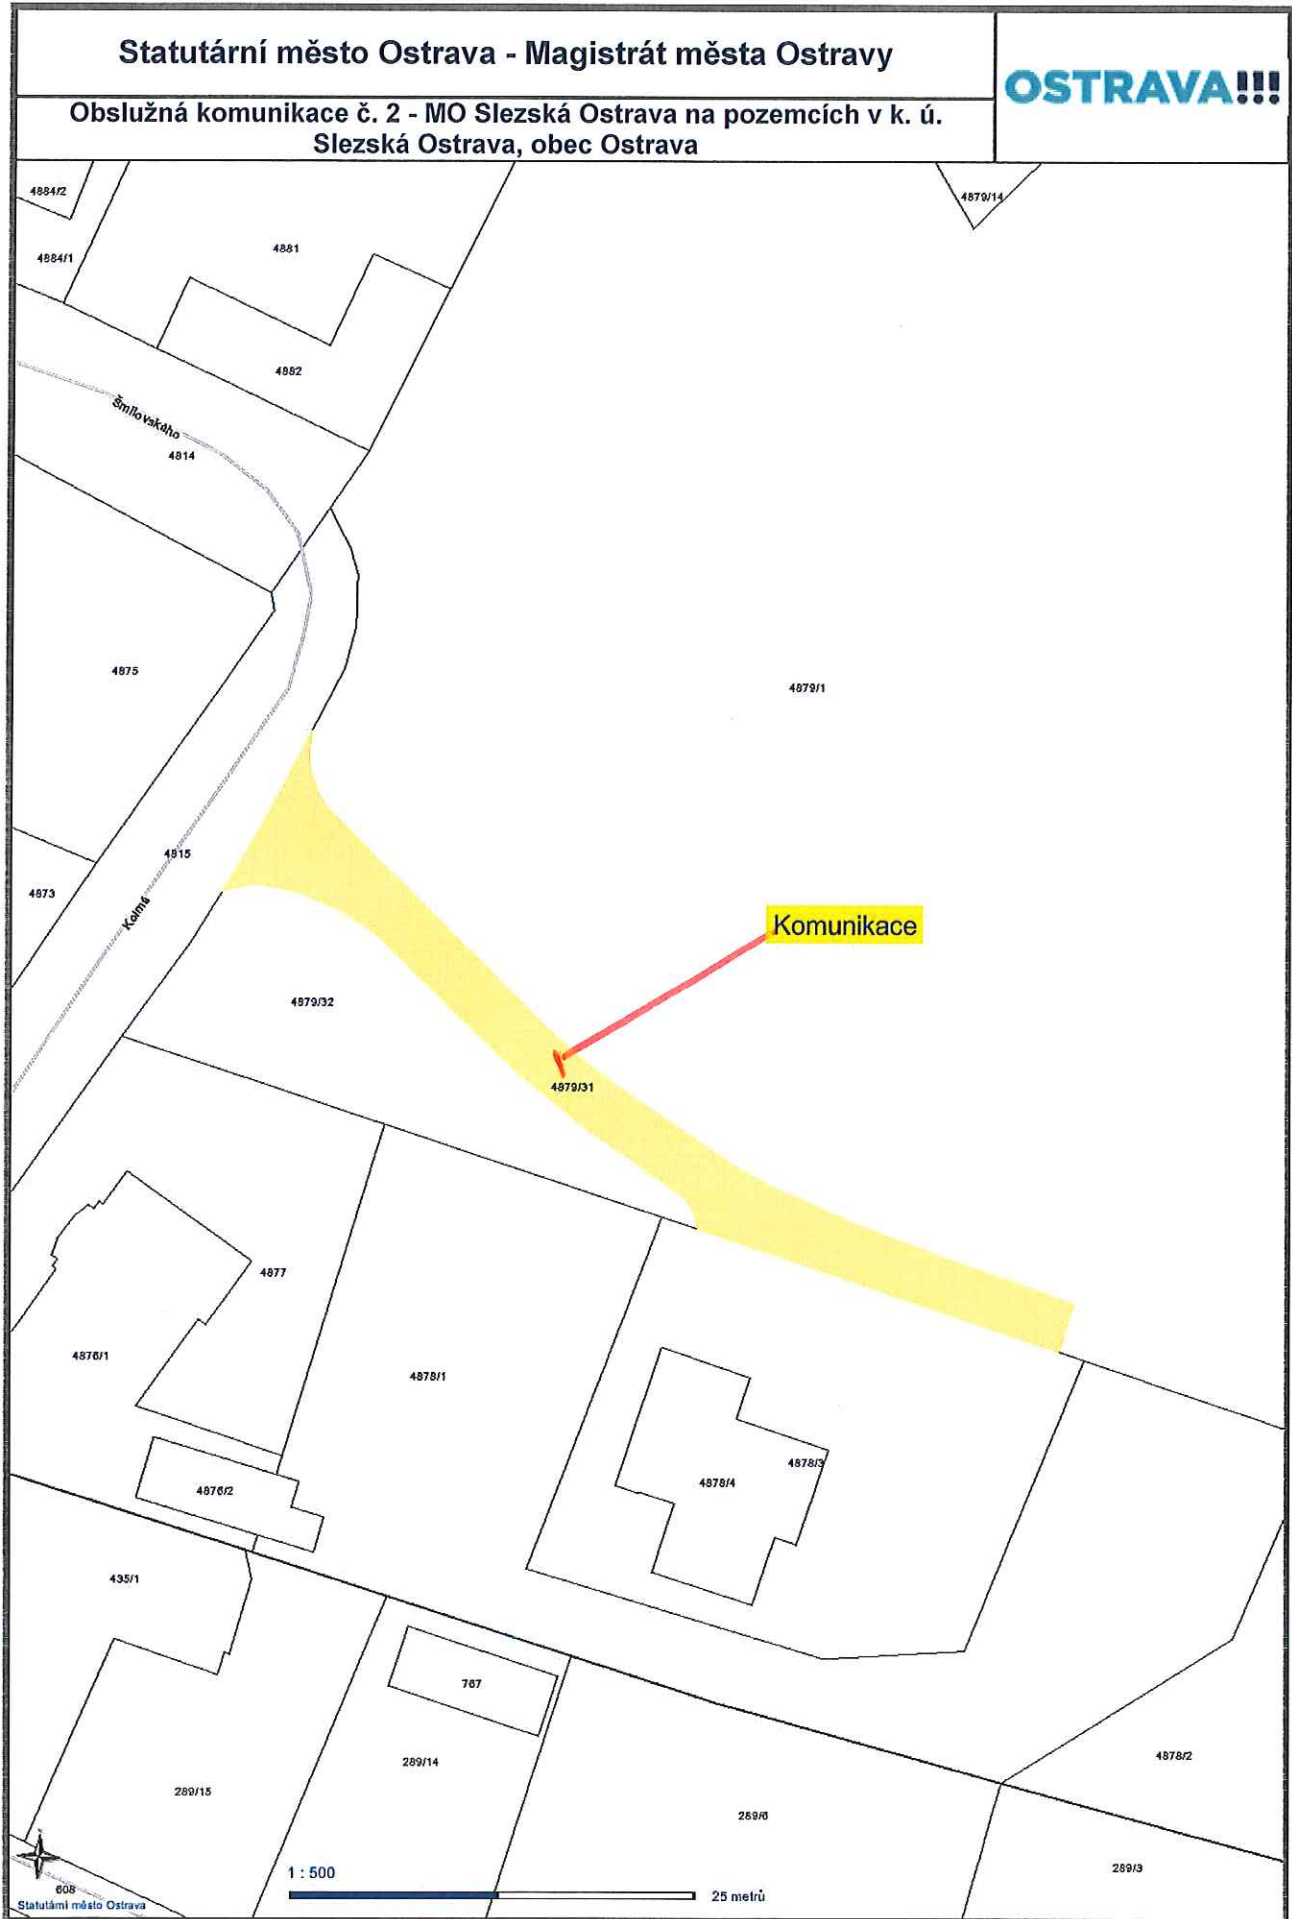 Statutární město Ostrava - Magistrát města Ostravy
OSTRAVA!!!
Obslužná komunikace č. 2 - MO Slezská Ostrava na pozemcích v k. ú.
Slezská Ostrava, obec Ostrava
4884/2
4879/14
4881
4884/1
4882
Šmilovského
4814
4875
4879/1
4815
4873
Kolmá
Komunikace
4879/32
4879/31
4877
4876/1
4878/1
4878/3
4878/4
4876/2
435/1
767
4878/2
289/14
289/15
289/6
289/3
1 : 500
608
25 metrů
Statutární město Ostrava